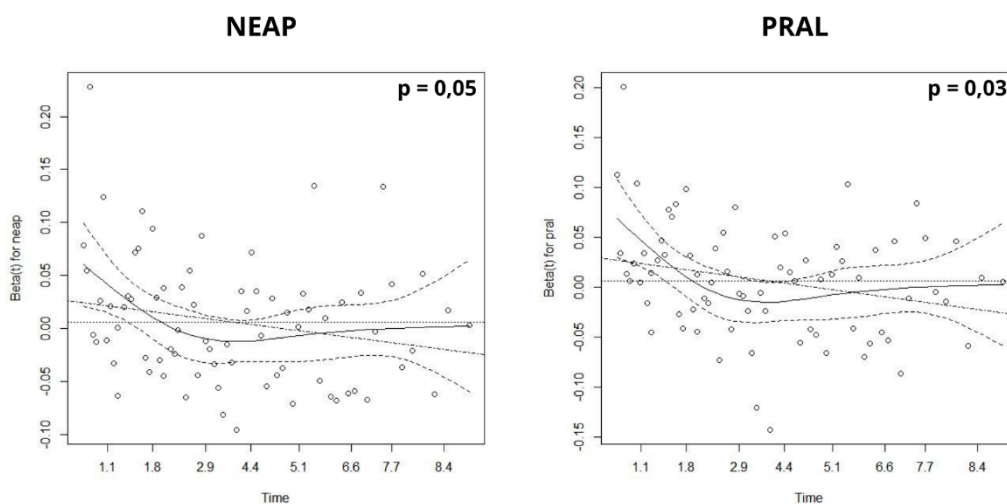 NEAP
p = 0,05
Beta(t) for neap
0.20
0.15
0.10
0.05
0.00
-0.05
-0.10
1.1 1.8 2.9 4.4 5.1 6.6 7.7 8.4
Time
PRAL
p = 0,03
Beta(t) for pral
0.20
0.15
0.10
0.05
0.00
-0.05
-0.10
-0.15
1.1 1.8 2.9 4.4 5.1 6.6 7.7 8.4
Time